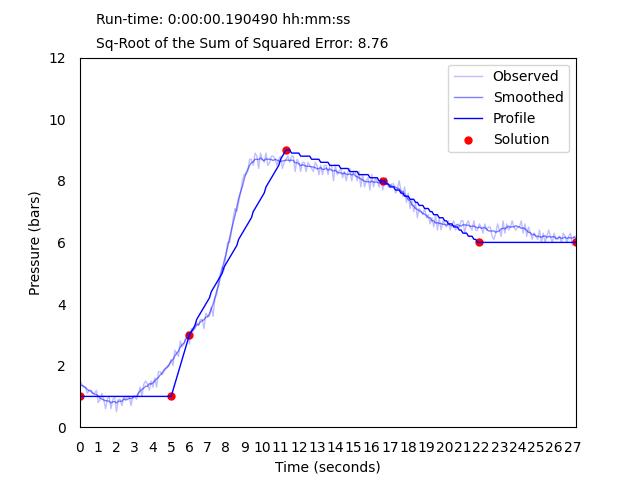 Run-time: 0:00:00.190490 hh:mm:ss
Sq-Root of the Sum of Squared Error: 8.76
12
10
8
6
4
2
0
Pressure (bars)
Observed
Smoothed
Profile
Solution
0 1 2 3 4 5 6 7 8 9 10 11 12 13 14 15 16 17 18 19 20 21 22 23 24 25 26 27
Time (seconds)